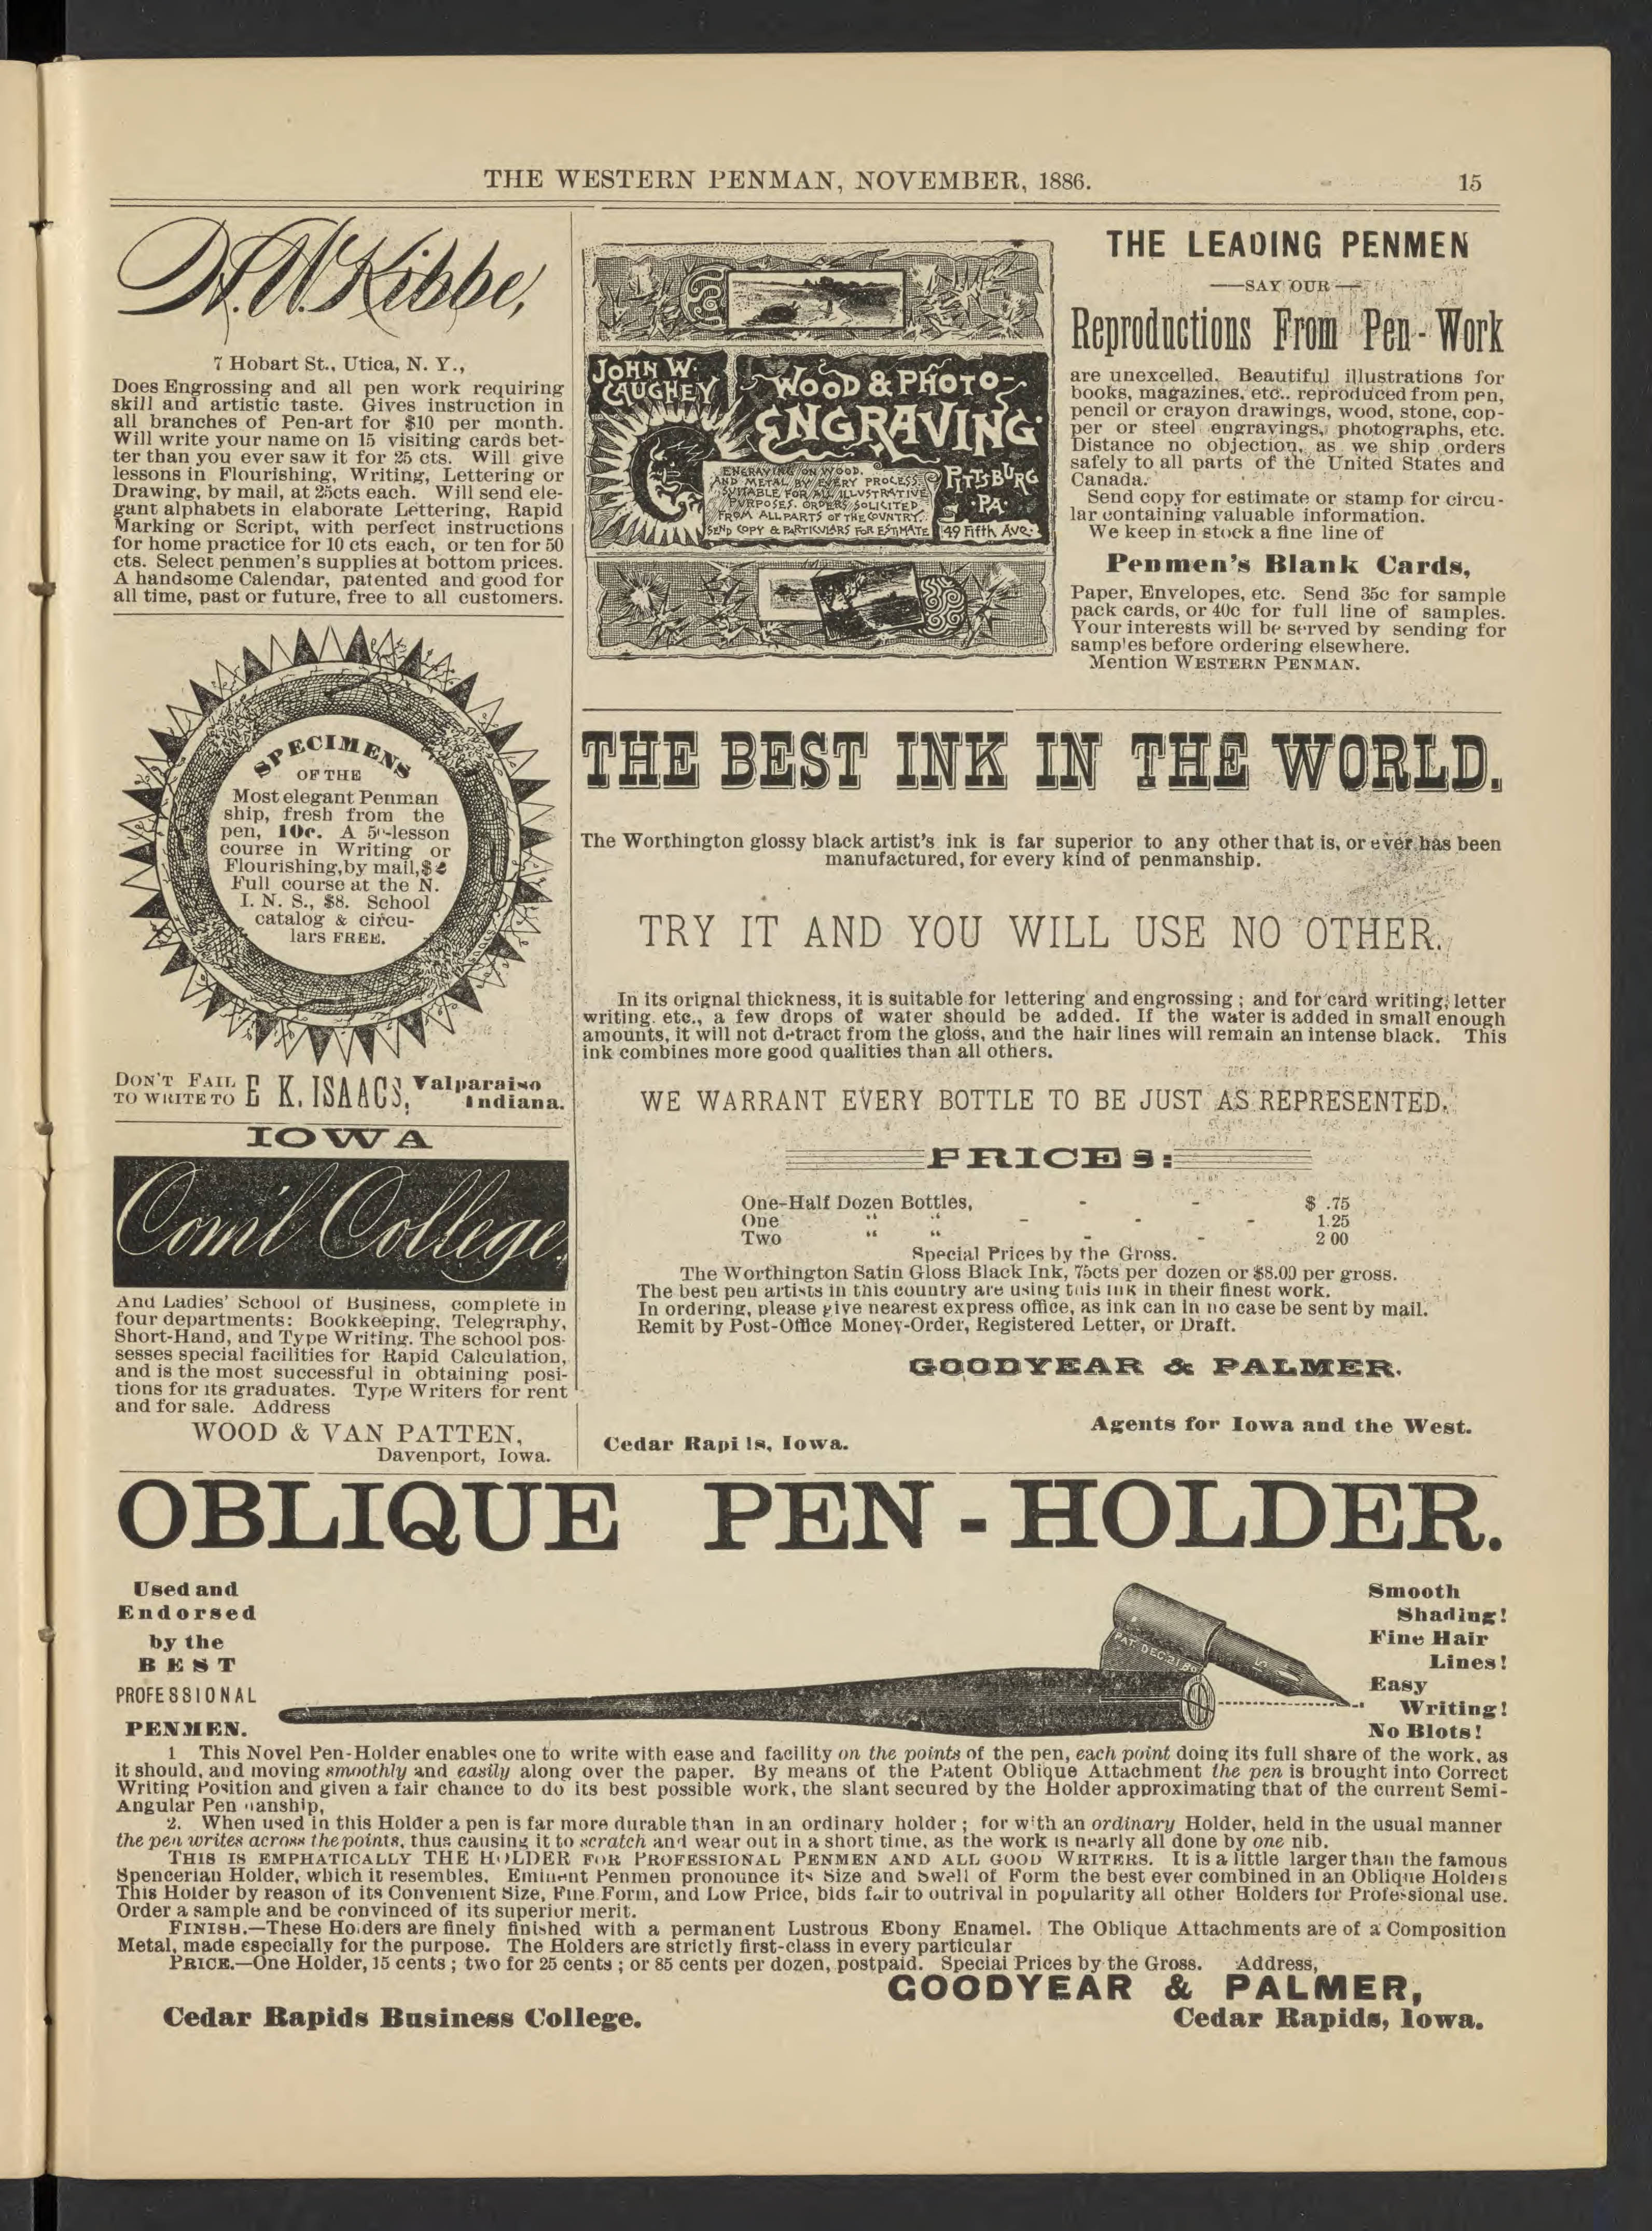 THE WESTERN PENMAN, NOVEMBER, 1886. 15
A. W. Kibbe,
7 Hobart St., Utica, N. Y.,
Does Engrossing and all pen work requiring
skill and artistic taste. Gives instruction in
all branches of Pen-art for $10 per month.
Will write your name on 15 visiting cards bet-
ter than you ever saw it for 25 cts. Will give
lessons in Flourishing, Writing, Lettering or
Drawing, by mail, at 25cts each. Will send ele-
gant alphabets in elaborate Lettering, Rapid
Marking or Script, with perfect instructions
for home practice for 10 cts each, or ten for 50
cts. Select penmen's supplies at bottom prices.
A handsome Calendar, patented and good for
all time, past or future, free to all customers.
SPECIMENS
OF THE
Most elegant Penman
ship, fresh from the
pen, 10c. A 50-lesson
course in Writing or
Flourishing, by mail, $
Full course at the N.
I. N. S., $8. School
catalog & circu-
lars FREE.
DON'T FAIL
TO WRITE TO E K. ISAACS, Valparaiso
Indiana.
IOWA
Com'l College,
And Ladies' School of Business, complete in
four departments: Bookkeeping, Telegraphy,
Short-Hand, and Type Writing. The school pos-
sesses special facilities for Rapid Calculation,
and is the most successful in obtaining posi-
tions for its graduates. Type Writers for rent
and for sale. Address
WOOD & VAN PATTEN,
Davenport, Iowa.
JOHN W.
CAUGHEY
WOOD & PHOTO-
ENGRAVING
ENGRAVING ON WOOD.
AND METAL BY EVERY PROCESS.
SUITABLE FOR ALL ILLUSTRATIVE
PURPOSES. ORDERS SOLICITED
FROM ALL PARTS OF THE COUNTRY.
SEND COPY & PARTICULARS FOR ESTIMATE
PITTSBURG
PA.
49 Fifth Ave.
THE LEADING PENMEN
—SAY OUR—
Reproductions From Pen-Work
are unexcelled. Beautiful illustrations for
books, magazines, etc.. reproduced from pen,
pencil or crayon drawings, wood, stone, cop-
per or steel engravings, photographs, etc.
Distance no objection, as we ship orders
safely to all parts of the United States and
Canada.
Send copy for estimate or stamp for circu-
lar containing valuable information.
We keep in stock a fine line of
Penmen's Blank Cards,
Paper, Envelopes, etc. Send 35c for sample
pack cards, or 40c for full line of samples.
Your interests will be served by sending for
samples before ordering elsewhere.
Mention WESTERN PENMAN.
THE BEST INK IN THE WORLD.
The Worthington glossy black artist's ink is far superior to any other that is, or ever has been
manufactured, for every kind of penmanship.
TRY IT AND YOU WILL USE NO OTHER.
In its orignal thickness, it is suitable for lettering and engrossing ; and for card writing, letter
writing. etc., a few drops of water should be added. If the water is added in small enough
amounts, it will not detract from the gloss, and the hair lines will remain an intense black. This
ink combines more good qualities than all others.
WE WARRANT EVERY BOTTLE TO BE JUST AS REPRESENTED.
PRICES:
One-Half Dozen Bottles, - - $ .75
One " " - - - 1.25
Two " " - - 2 00
Special Prices by the Gross.
The Worthington Satin Gloss Black Ink, 75cts per dozen or $8.00 per gross.
The best pen artists in this country are using this ink in their finest work.
In ordering, please give nearest express office, as ink can in no case be sent by mail.
Remit by Post-Office Money-Order, Registered Letter, or Draft.
GOODYEAR & PALMER.
Agents for Iowa and the West.
Cedar Rapids, Iowa.
OBLIQUE PEN-HOLDER.
Used and
Endorsed
by the
BEST
PROFESSIONAL
PENMEN.
PAT. DEC. 21 80
Smooth
Shading!
Fine Hair
Lines!
Easy
Writing!
No Blots!
1 This Novel Pen-Holder enables one to write with ease and facility on the points of the pen, each point doing its full share of the work, as
it should, and moving smoothly and easily along over the paper. By means of the Patent Oblique Attachment the pen is brought into Correct
Writing Position and given a fair chance to do its best possible work, the slant secured by the Holder approximating that of the current Semi-
Angular Pen manship,
2. When used in this Holder a pen is far more durable than in an ordinary holder ; for with an ordinary Holder, held in the usual manner
the pen writes across the points, thus causing it to scratch and wear out in a short time, as the work is nearly all done by one nib.
THIS IS EMPHATICALLY THE HOLDER FOR PROFESSIONAL PENMEN AND ALL GOOD WRITERS. It is a little larger than the famous
Spencerian Holder, which it resembles. Eminent Penmen pronounce its Size and Swell of Form the best ever combined in an Oblique Holders
This Holder by reason of its Convenient Size, Fine Form, and Low Price, bids fair to outrival in popularity all other Holders for Professional use.
Order a sample and be convinced of its superior merit.
FINISH.—These Holders are finely finished with a permanent Lustrous Ebony Enamel. The Oblique Attachments are of a Composition
Metal, made especially for the purpose. The Holders are strictly first-class in every particular
PRICE.—One Holder, 15 cents ; two for 25 cents ; or 85 cents per dozen, postpaid. Special Prices by the Gross. Address,
GOODYEAR & PALMER,
Cedar Rapids Business College. Cedar Rapids, Iowa.